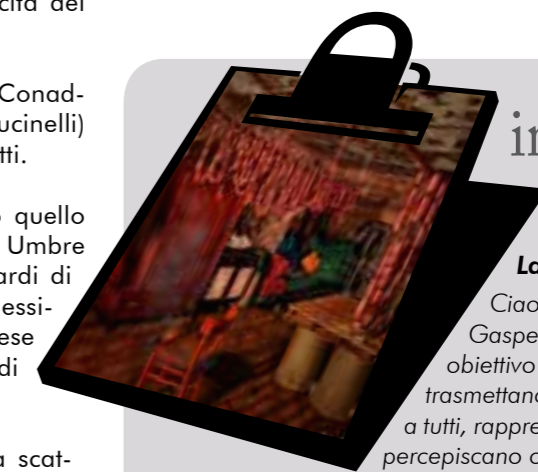 cità dei
Conad-
ucinelli)
tti.
quello
Umbre
ardi di
essi-
ese
di
a scat-
in
La
Ciao
Gaspe
obiettivo
trasmettano
a tutti, rappre
percepiscano c